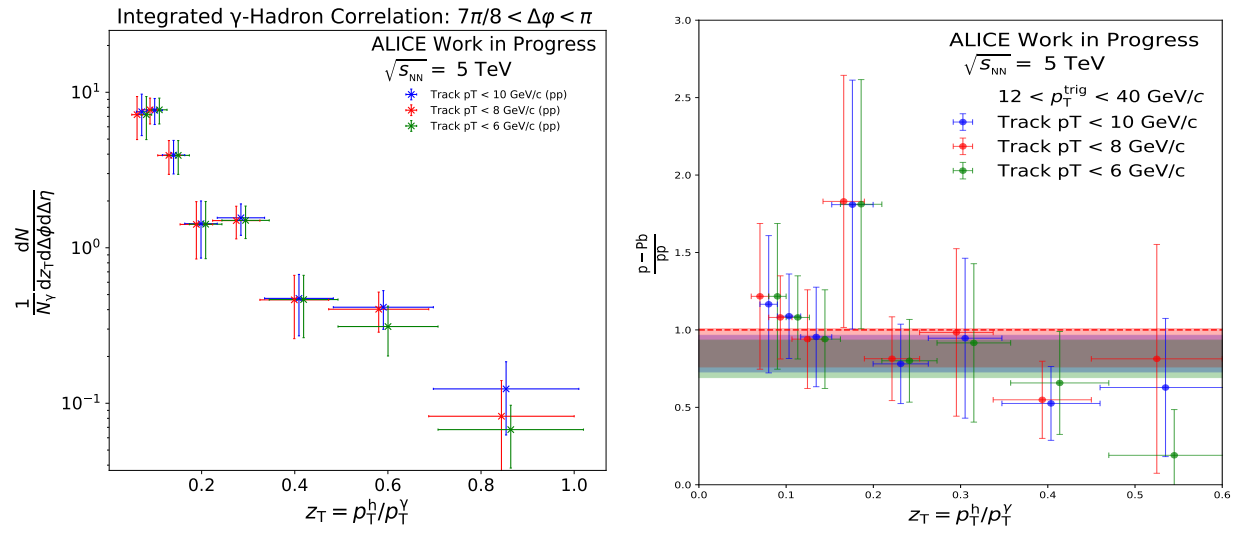 Integrated γ-Hadron Correlation: 7π/8 < Δφ < π
ALICE Work in Progress
√sNN = 5 TeV
Track pT < 10 GeV/c (pp)
Track pT < 8 GeV/c (pp)
Track pT < 6 GeV/c (pp)
1/Nγ dN/dzTdΔϕdΔη
10¹
10⁰
10⁻¹
0.2 0.4 0.6 0.8 1.0
zT = pTʰ/pTᵞ
ALICE Work in Progress
√sNN = 5 TeV
12 < pTtrig < 40 GeV/c
Track pT < 10 GeV/c
Track pT < 8 GeV/c
Track pT < 6 GeV/c
p−Pb
pp
3.0
2.5
2.0
1.5
1.0
0.5
0.0
0.0 0.1 0.2 0.3 0.4 0.5 0.6
zT = pTʰ/pTᵞ